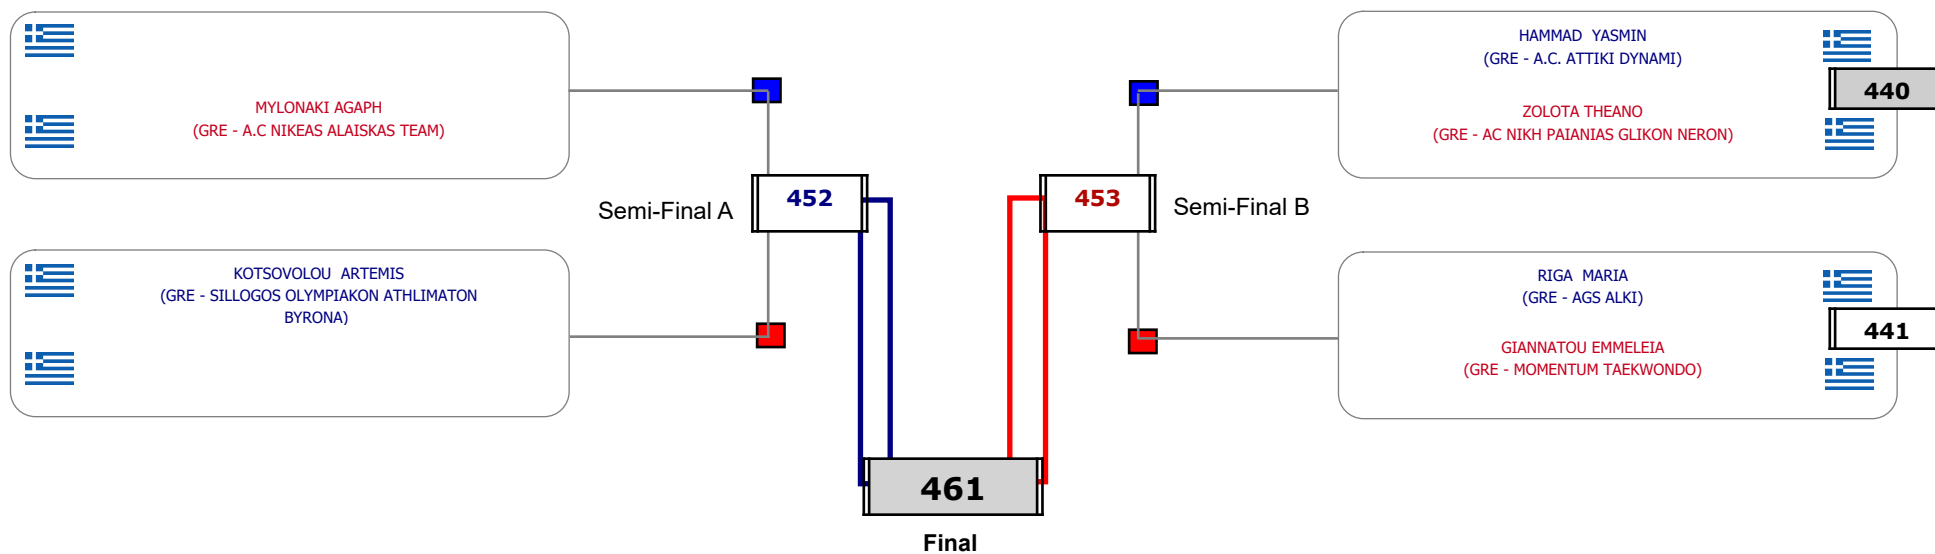 MYLONAKI AGAPH
(GRE - A.C NIKEAS ALAISKAS TEAM)
KOTSOVOLOU ARTEMIS
(GRE - SILLOGOS OLYMPIAKON ATHLIMATON
BYRONA)
Semi-Final A
452
453
Semi-Final B
HAMMAD YASMIN
(GRE - A.C. ATTIKI DYNAMI)
440
ZOLOTA THEANO
(GRE - AC NIKH PAIANIAS GLIKON NERON)
RIGA MARIA
(GRE - AGS ALKI)
441
GIANNATOU EMMELEIA
(GRE - MOMENTUM TAEKWONDO)
461
Final